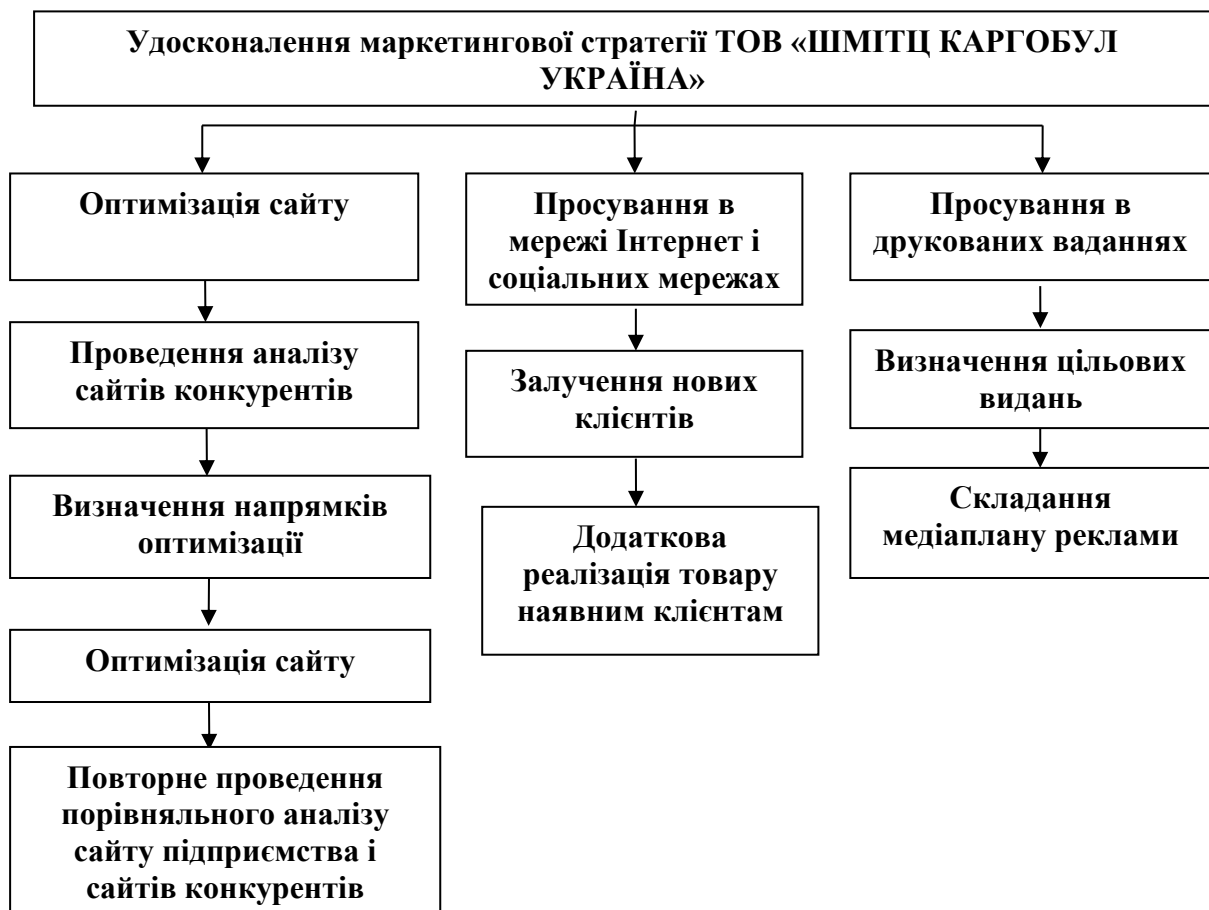 Удосконалення маркетингової стратегії ТОВ «ШМІТЦ КАРГОБУЛ
УКРАЇНА»
Оптимізація сайту
Проведення аналізу
сайтів конкурентів
Визначення напрямків
оптимізації
Оптимізація сайту
Повторне проведення
порівняльного аналізу
сайту підприємства і
сайтів конкурентів
Просування в
мережі Інтернет і
соціальних мережах
Залучення нових
клієнтів
Додаткова
реалізація товару
наявним клієнтам
Просування в
друкованих ваданнях
Визначення цільових
видань
Складання
медіаплану реклами